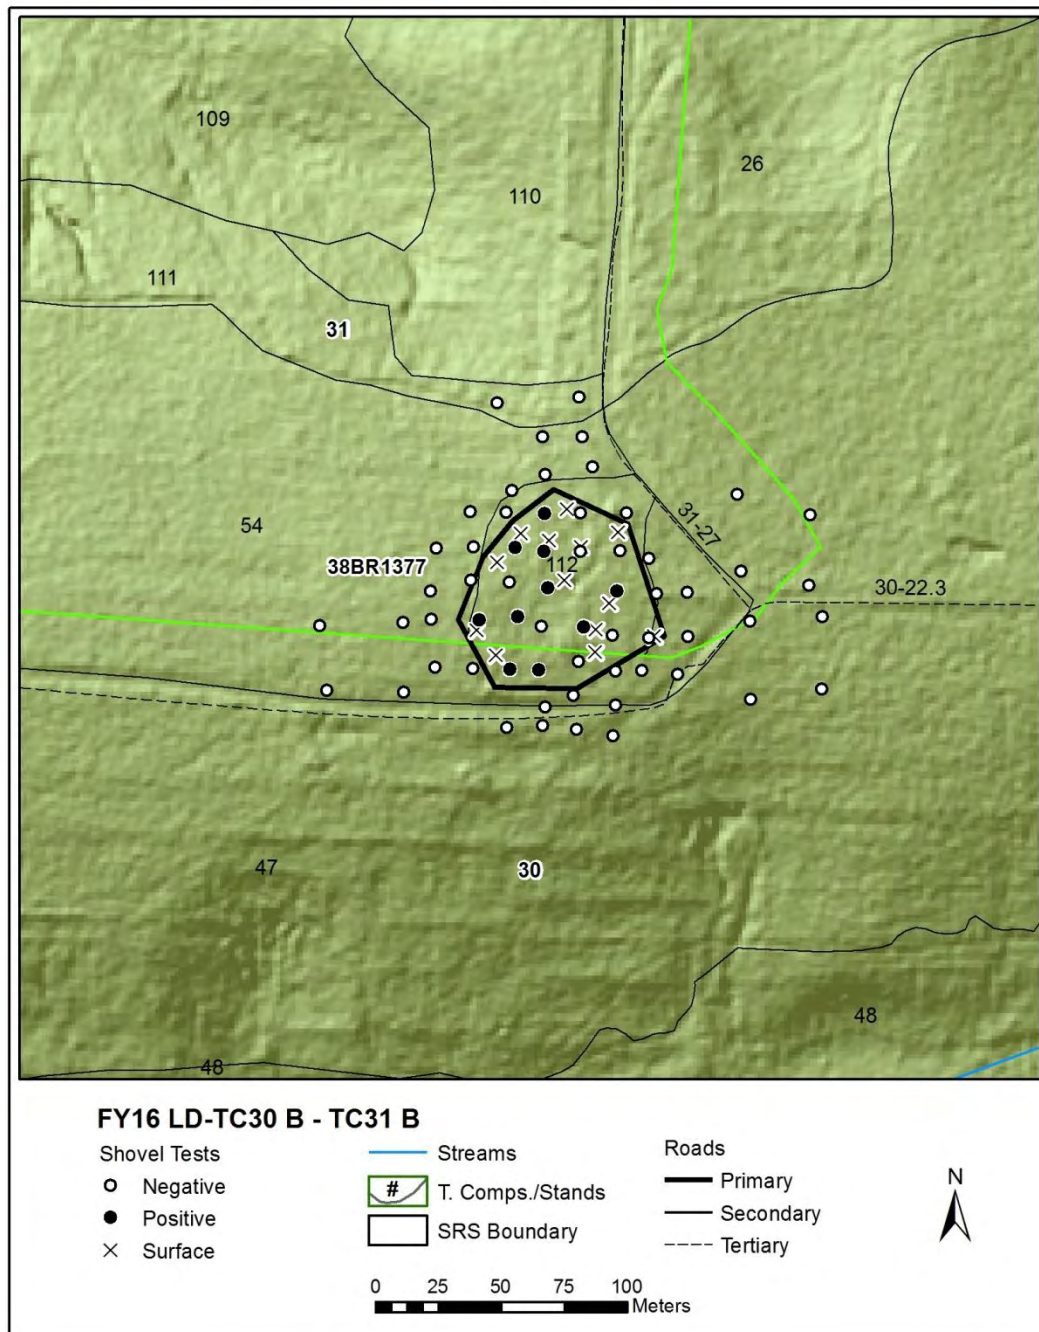 109
26
110
111
31
54
31-27
38BR1377
112
30-22.3
47
30
48
48
FY16 LD-TC30 B - TC31 B
Shovel Tests
Negative
Positive
Surface
Streams
# T. Comps./Stands
SRS Boundary
Roads
Primary
Secondary
Tertiary
N
0 25 50 75 100
Meters